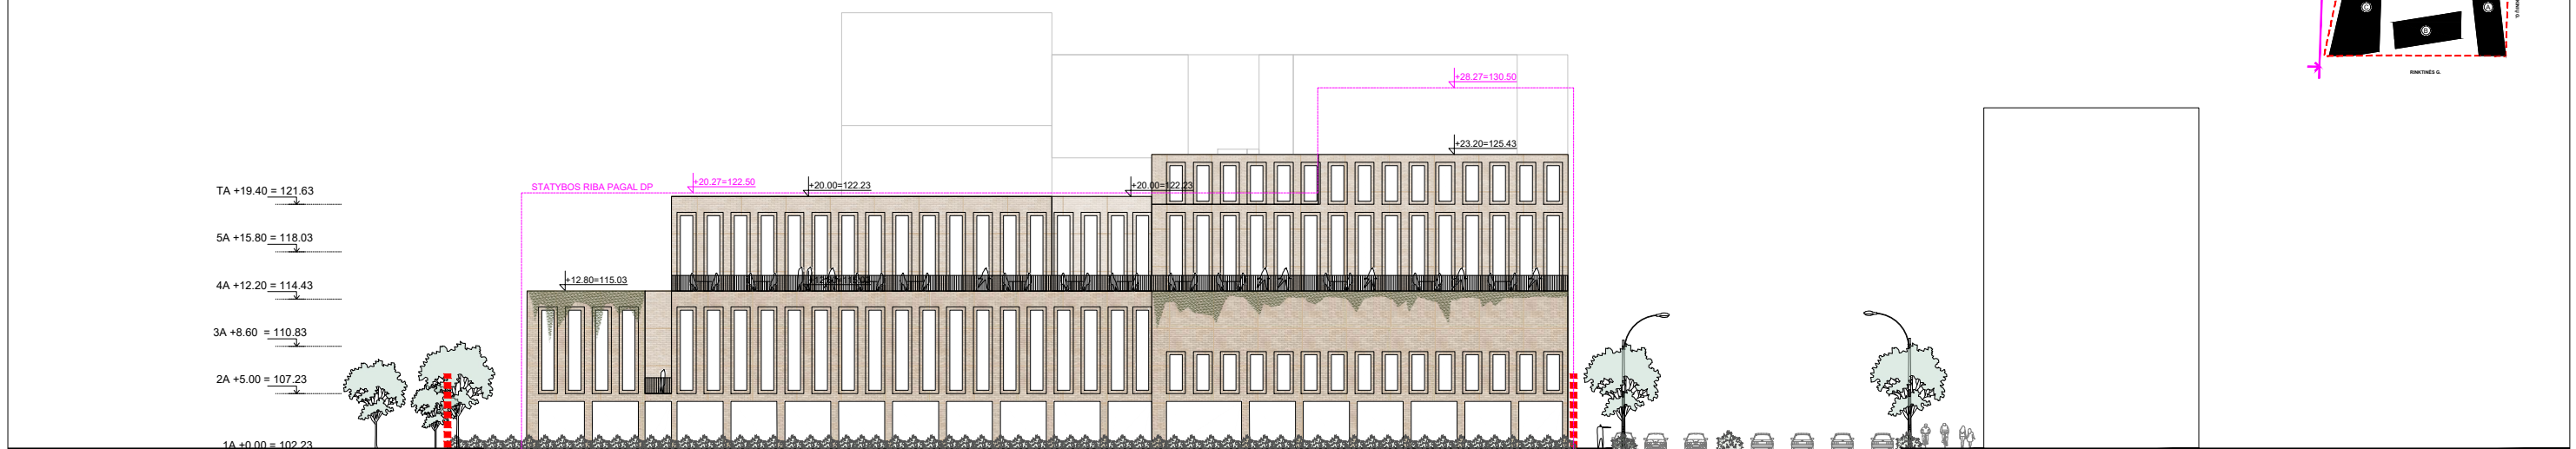 C
A
B
RINKTINĖS G.
+28.27=130.50
+23.20=125.43
TA +19.40 = 121.63
STATYBOS RIBA PAGAL DP
+20.27=122.50
+20.00=122.23
+20.00=122.23
5A +15.80 = 118.03
4A +12.20 = 114.43
+12.80=115.03
3A +8.60 = 110.83
2A +5.00 = 107.23
1A +0.00 = 102.23